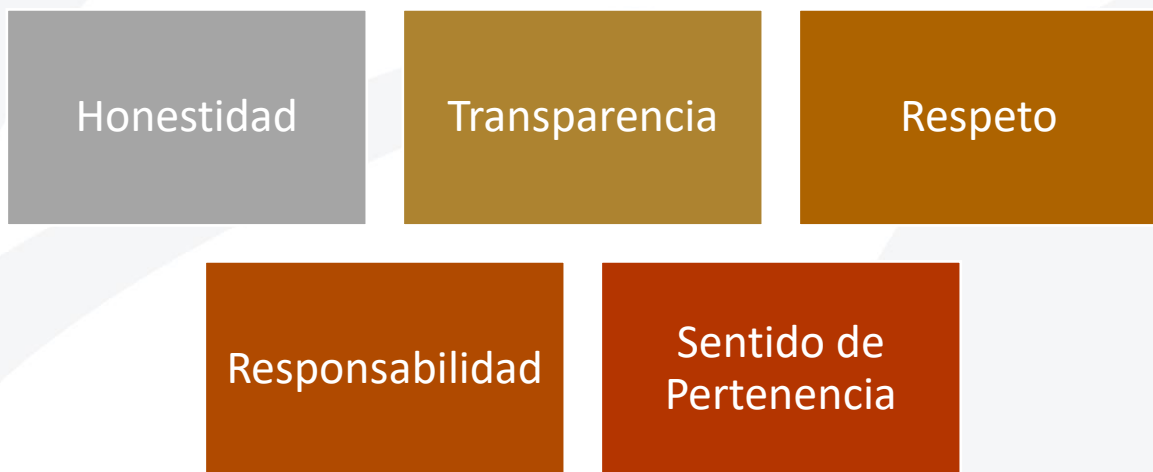 Honestidad
Transparencia
Respeto
Responsabilidad
Sentido de
Pertenencia